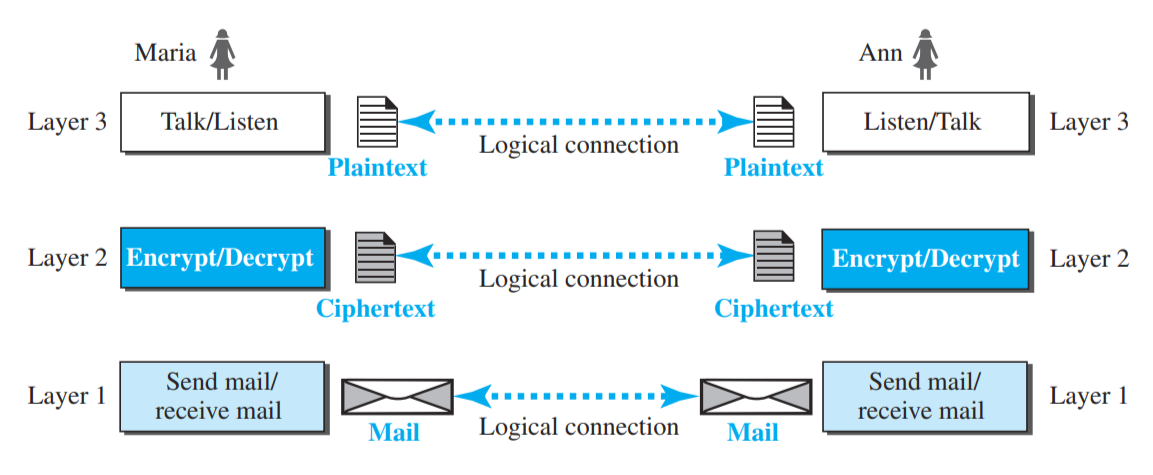 Maria
Ann
Layer 3
Talk/Listen
Logical connection
Listen/Talk
Layer 3
Plaintext
Plaintext
Layer 2
Encrypt/Decrypt
Logical connection
Encrypt/Decrypt
Layer 2
Ciphertext
Ciphertext
Layer 1
Send mail/
receive mail
Logical connection
Send mail/
receive mail
Layer 1
Mail
Mail